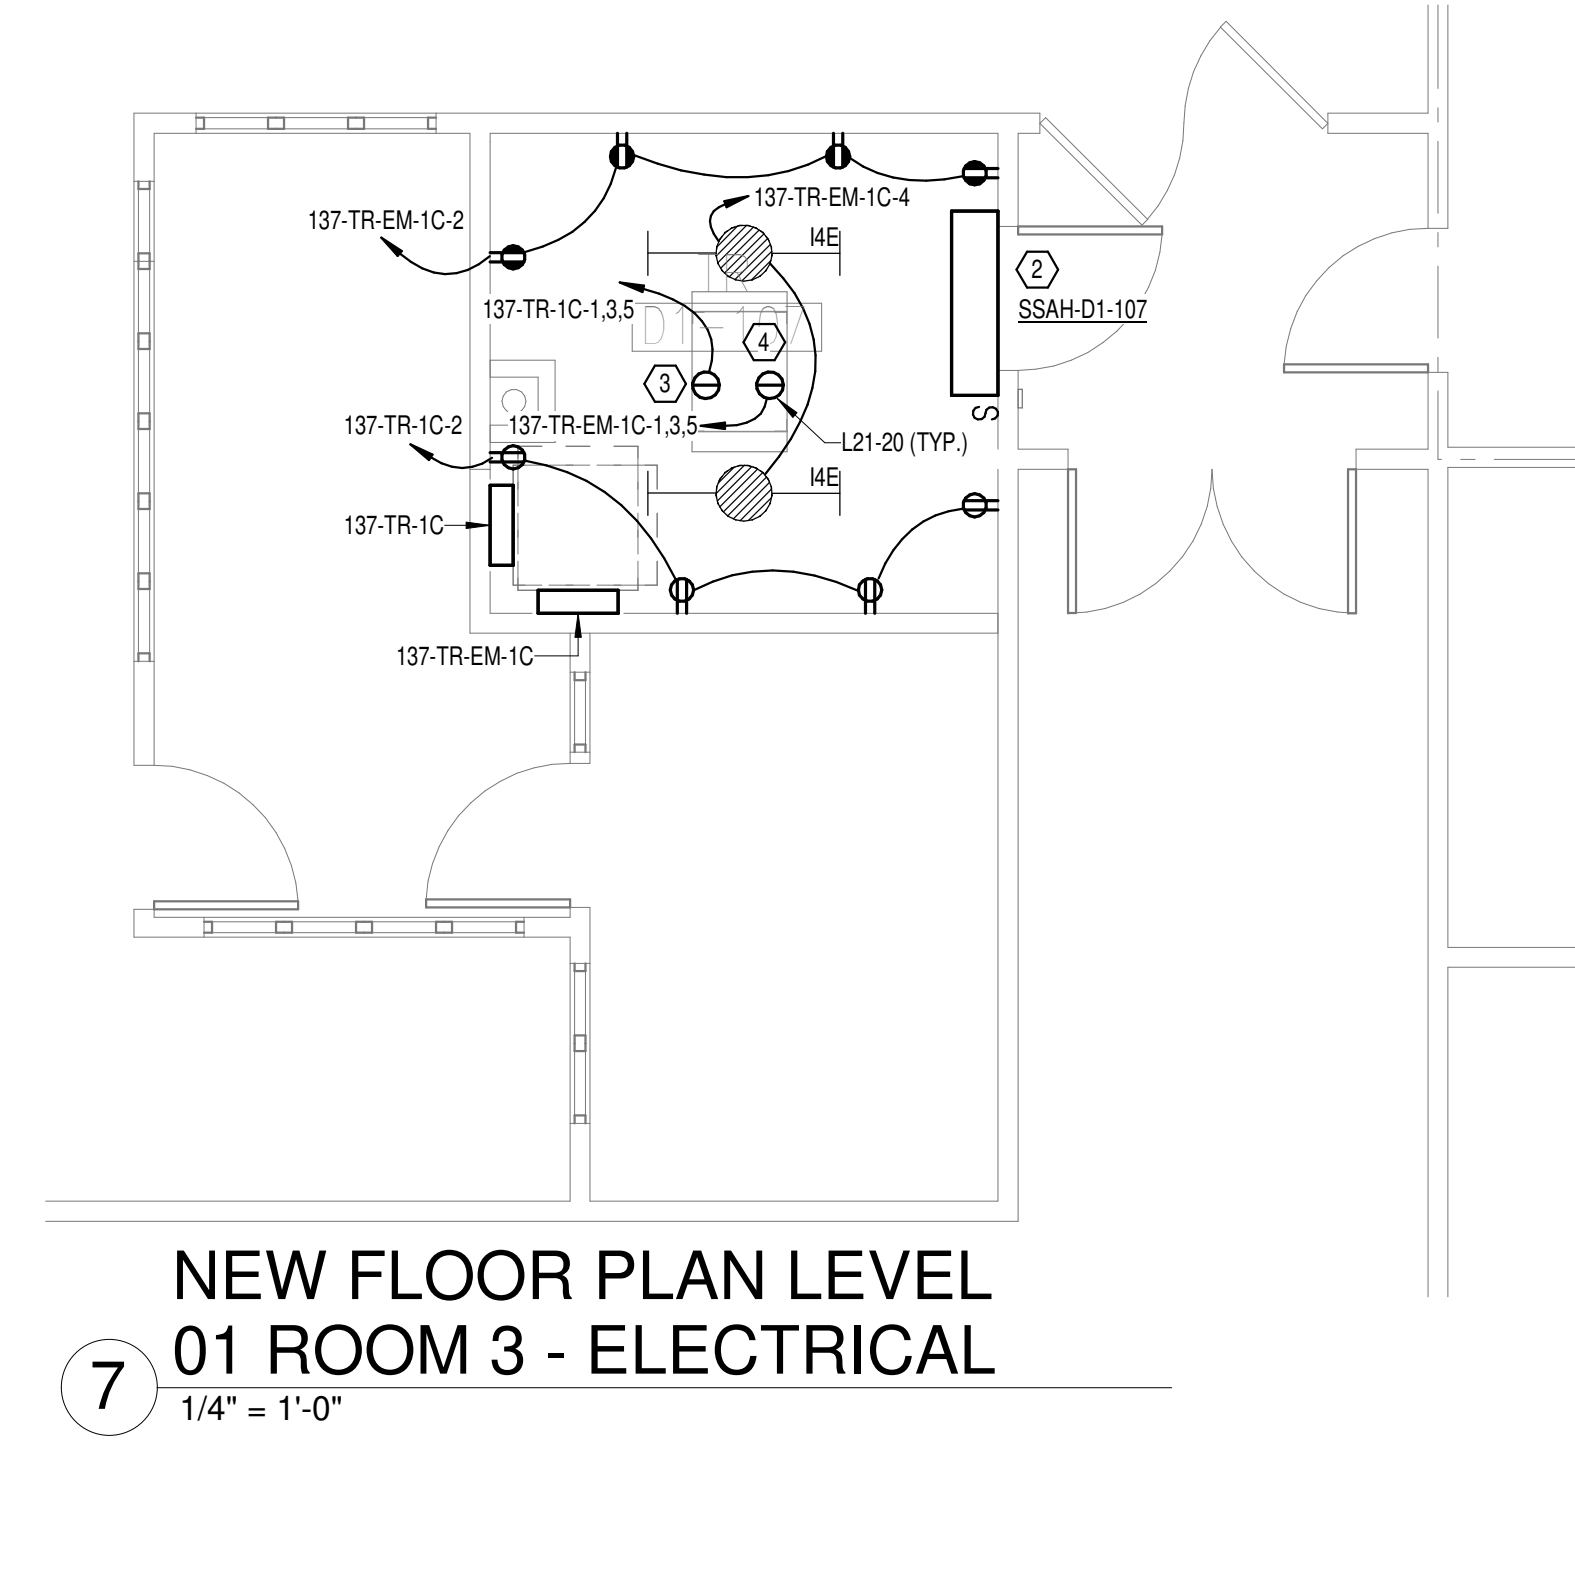 137-TR-EM-1C-4
137-TR-EM-1C-2
I4E
2
SSAH-D1-107
137-TR-1C-1,3,5
D1-107
4
3
S
137-TR-1C-2
137-TR-EM-1C-1,3,5
L21-20 (TYP.)
I4E
137-TR-1C
137-TR-EM-1C
NEW FLOOR PLAN LEVEL
01 ROOM 3 - ELECTRICAL
7
1/4" = 1'-0"